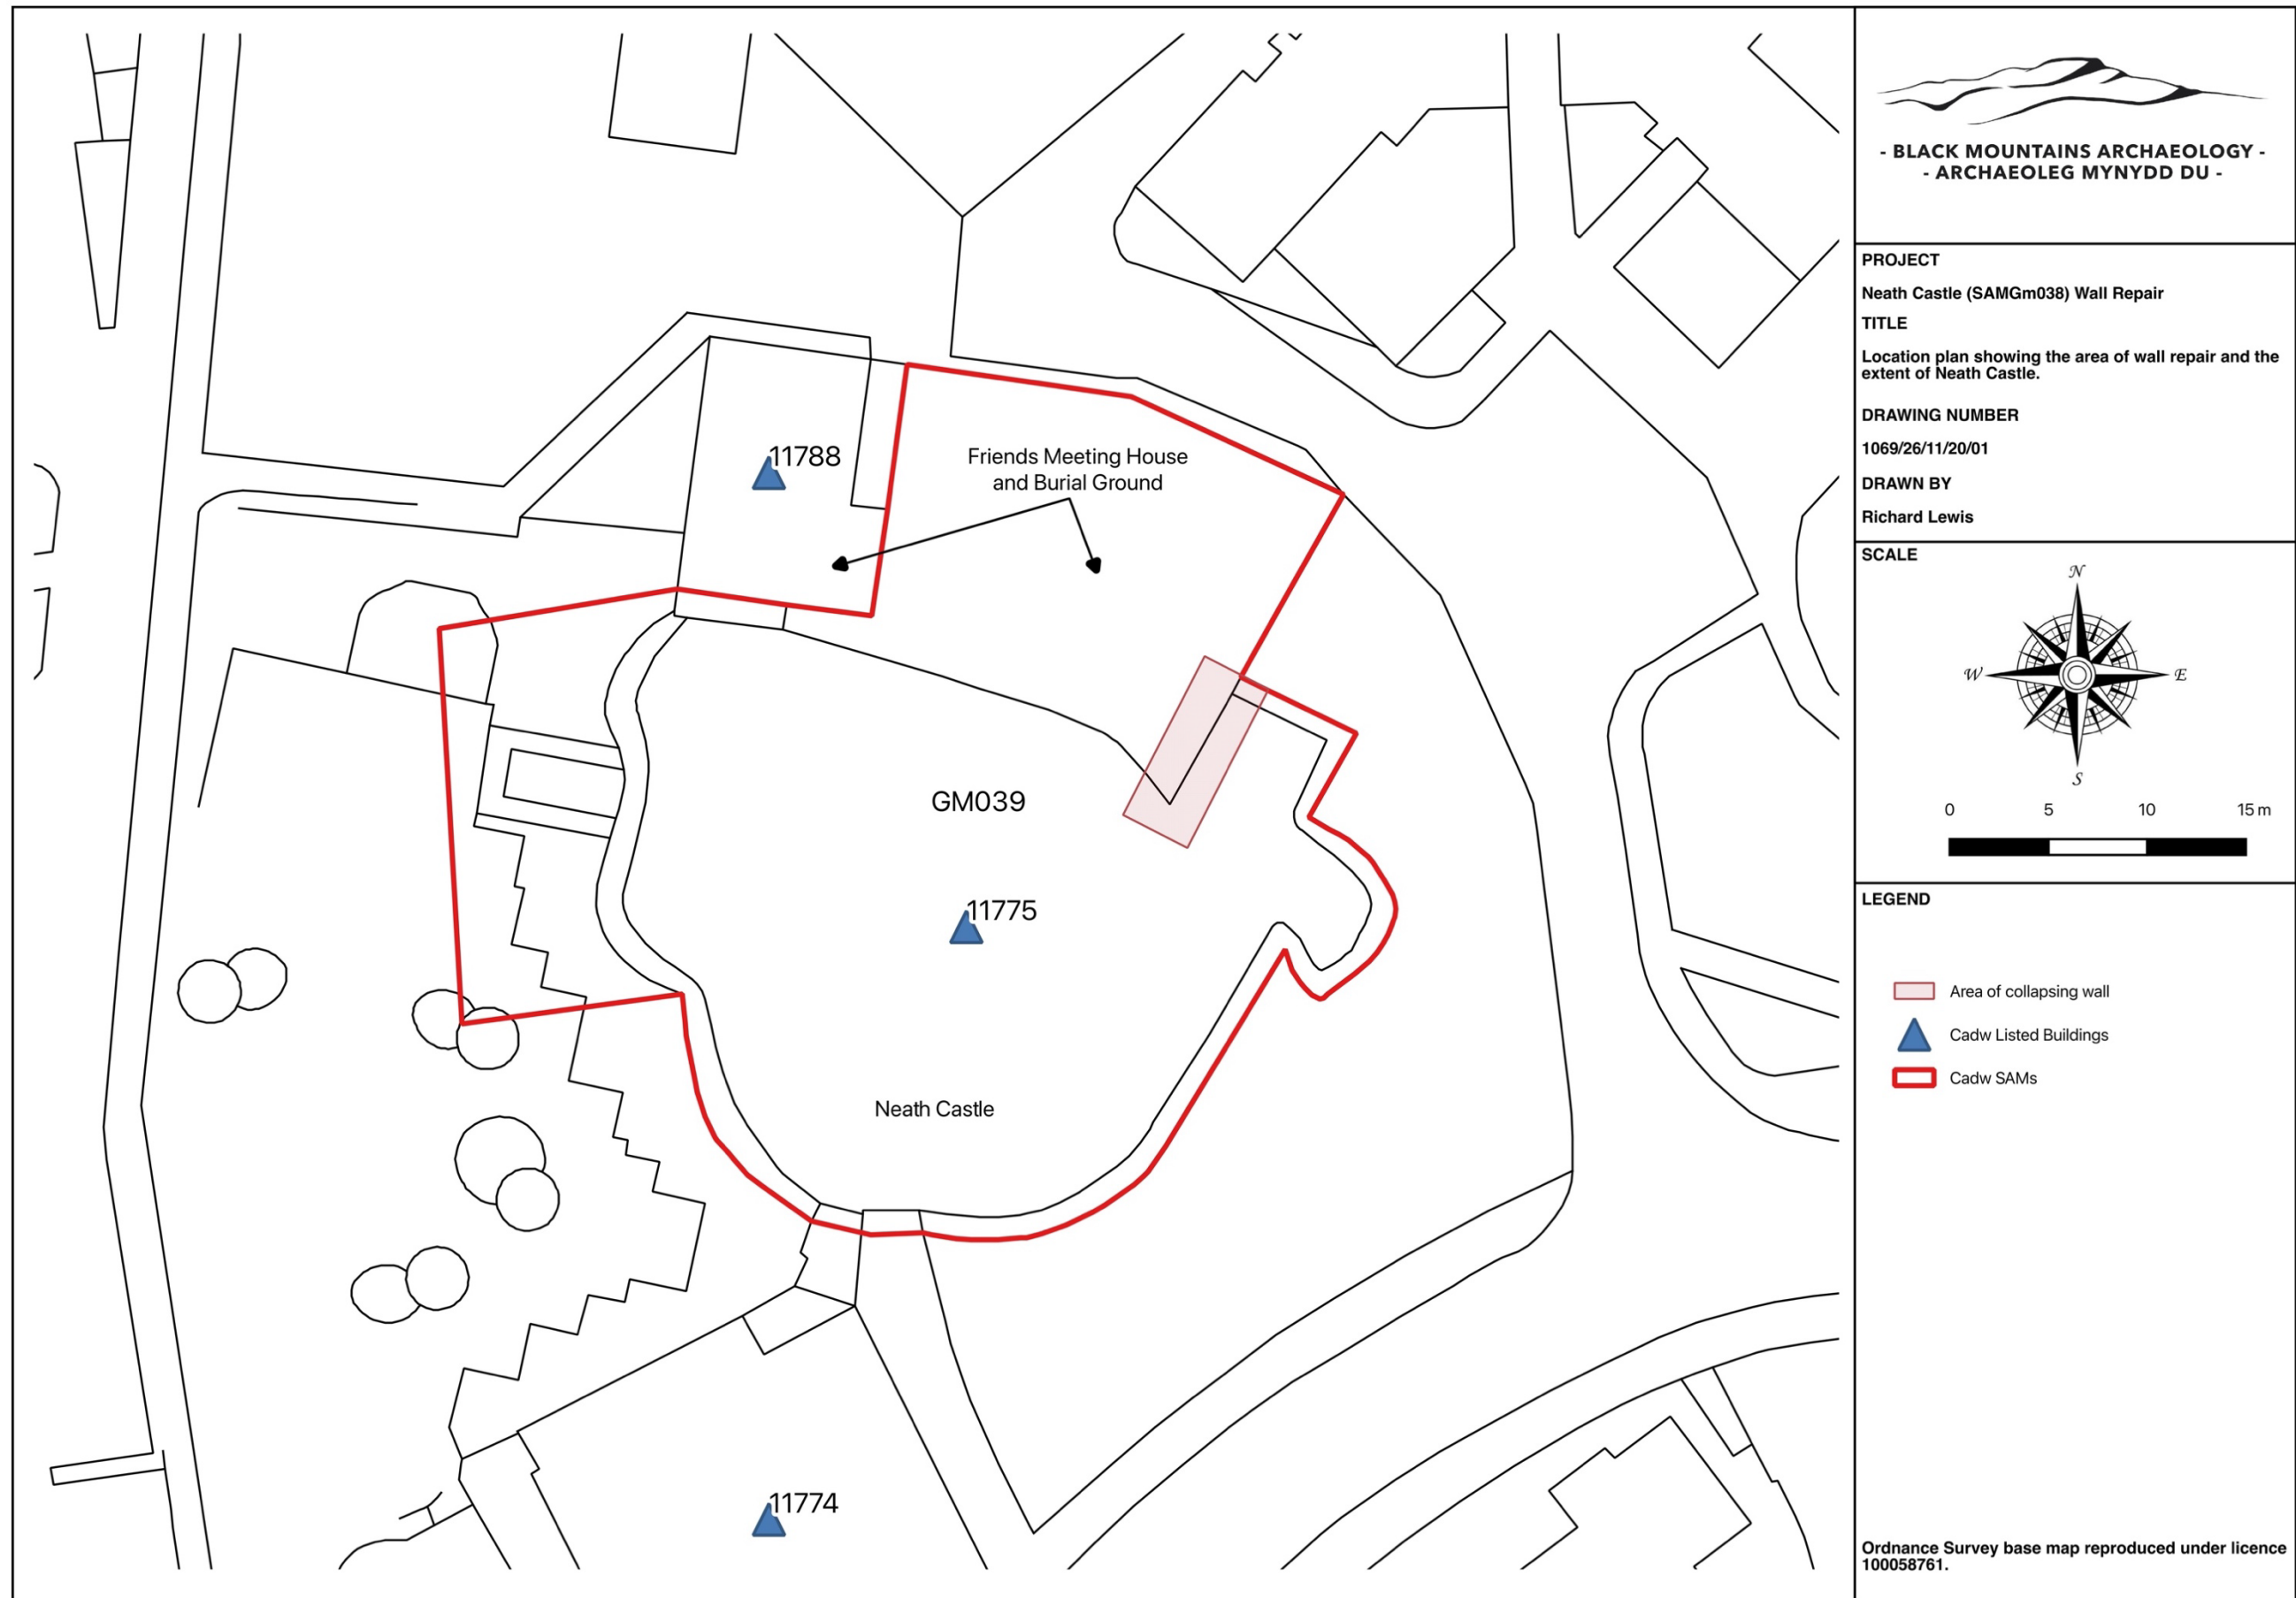 11788
Friends Meeting House
and Burial Ground
GM039
11775
Neath Castle
11774
- BLACK MOUNTAINS ARCHAEOLOGY -
- ARCHAEOLEG MYNYDD DU -
PROJECT
Neath Castle (SAMGm038) Wall Repair
TITLE
Location plan showing the area of wall repair and the
extent of Neath Castle.
DRAWING NUMBER
1069/26/11/20/01
DRAWN BY
Richard Lewis
SCALE
N
W E
S
0 5 10 15 m
LEGEND
Area of collapsing wall
Cadw Listed Buildings
Cadw SAMs
Ordnance Survey base map reproduced under licence
100058761.